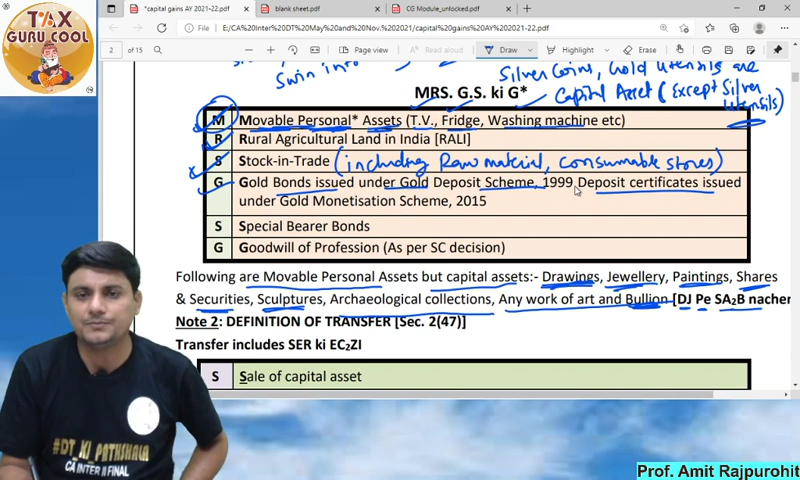 TAX
GURU COOL
*capital gains AY 2021-22.pdf
blank sheet.pdf
CG Module_unlocked.pdf
File
E:/CA%20Inter%20DT%20May%20and%20Nov.%202021/capital%20gains%20AY%202021-22.pdf
2 of 15
Page view
Read aloud
Draw
Highlight
Erase
swin into
Silver Coins, Gold utensils are
MRS. G.S. ki G*
Capital Asset (Except Silver utensils)
M Movable Personal* Assets (T.V., Fridge, Washing machine etc)
R Rural Agricultural Land in India [RALI]
S Stock-in-Trade (including Raw material, consumable stores)
G Gold Bonds issued under Gold Deposit Scheme, 1999 Deposit certificates issued
under Gold Monetisation Scheme, 2015
S Special Bearer Bonds
G Goodwill of Profession (As per SC decision)
Following are Movable Personal Assets but capital assets:- Drawings, Jewellery, Paintings, Shares
& Securities, Sculptures, Archaeological collections, Any work of art and Bullion [DJ Pe SA2B nacher
Note 2: DEFINITION OF TRANSFER [Sec. 2(47)]
Transfer includes SER ki EC2ZI
S Sale of capital asset
#DT_KI_PATHSHALA
CA INTER II FINAL
Prof. Amit Rajpurohit